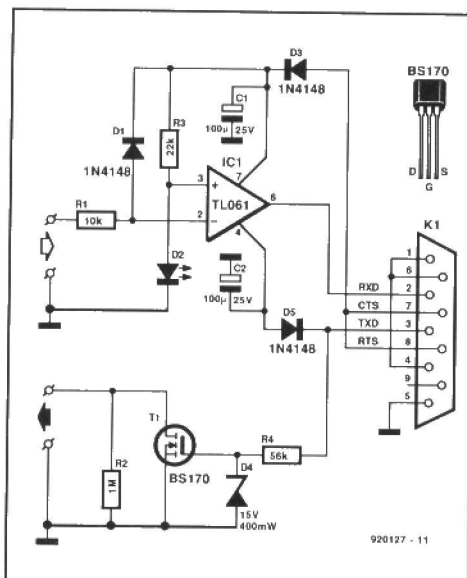 D3
1N4148
BS170
D G S
C1
100µ 25V
D1
1N4148
R3
22k
IC1
TL061
3 +
2 −
7
6
4
R1
10k
D2
C2
100µ 25V
D5
1N4148
K1
1
6
RXD 2
CTS 7
TXD 3
RTS 8
4
9
5
T1
BS170
R4
56k
R2
1M
D4
15V
400mW
920127 - 11